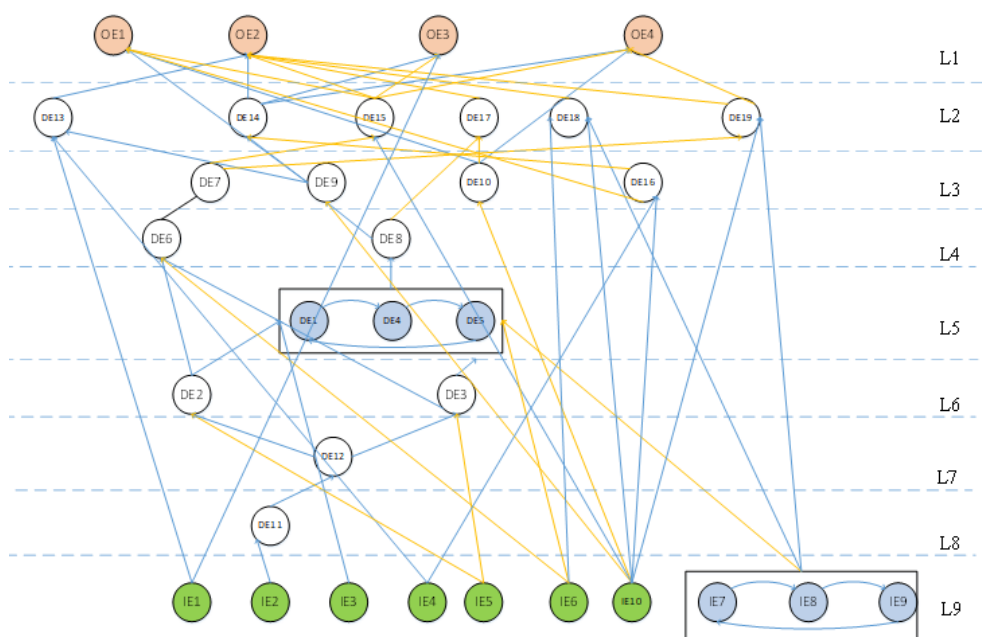 OE1 OE2 OE3 OE4
L1
DE13 DE14 DE15 DE17 DE18 DE19 L2
DE7 DE9 DE10 DE16 L3
DE6 DE8
L4
DE1 DE4 DE5 L5
DE2 DE3 L6
DE12
L7
DE11
L8
IE1 IE2 IE3 IE4 IE5 IE6 IE10 IE7 IE8 IE9 L9